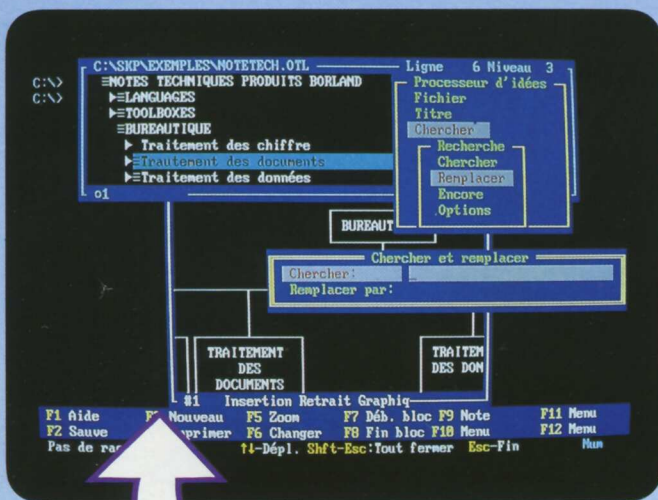 C:\SKP\EXEMPLES\NOTETECH.OTL
Ligne 6 Niveau 3
C:\>
C:\>
NOTES TECHNIQUES PRODUITS BORLAND
LANGUAGES
TOOLBOXES
BUREAUTIQUE
Traitement des chiffre
Trautement des documents
Traitement des données
o1
Processeur d'idées
Fichier
Titre
Chercher
Recherche
Chercher
Remplacer
Encore
.Options
BUREAUT
Chercher et remplacer
Chercher: _
Remplacer par:
TRAITEMENT
DES
DOCUMENTS
TRAITEM
DES DON
#1 Insertion Retrait Graphiq
F1 Aide Nouveau F5 Zoom F7 Déb. bloc F9 Note F11 Menu
F2 Sauve primer F6 Changer F8 Fin bloc F10 Menu F12 Menu
Pas de ra ↑↓-Dépl. Shft-Esc:Tout fermer Esc-Fin Num